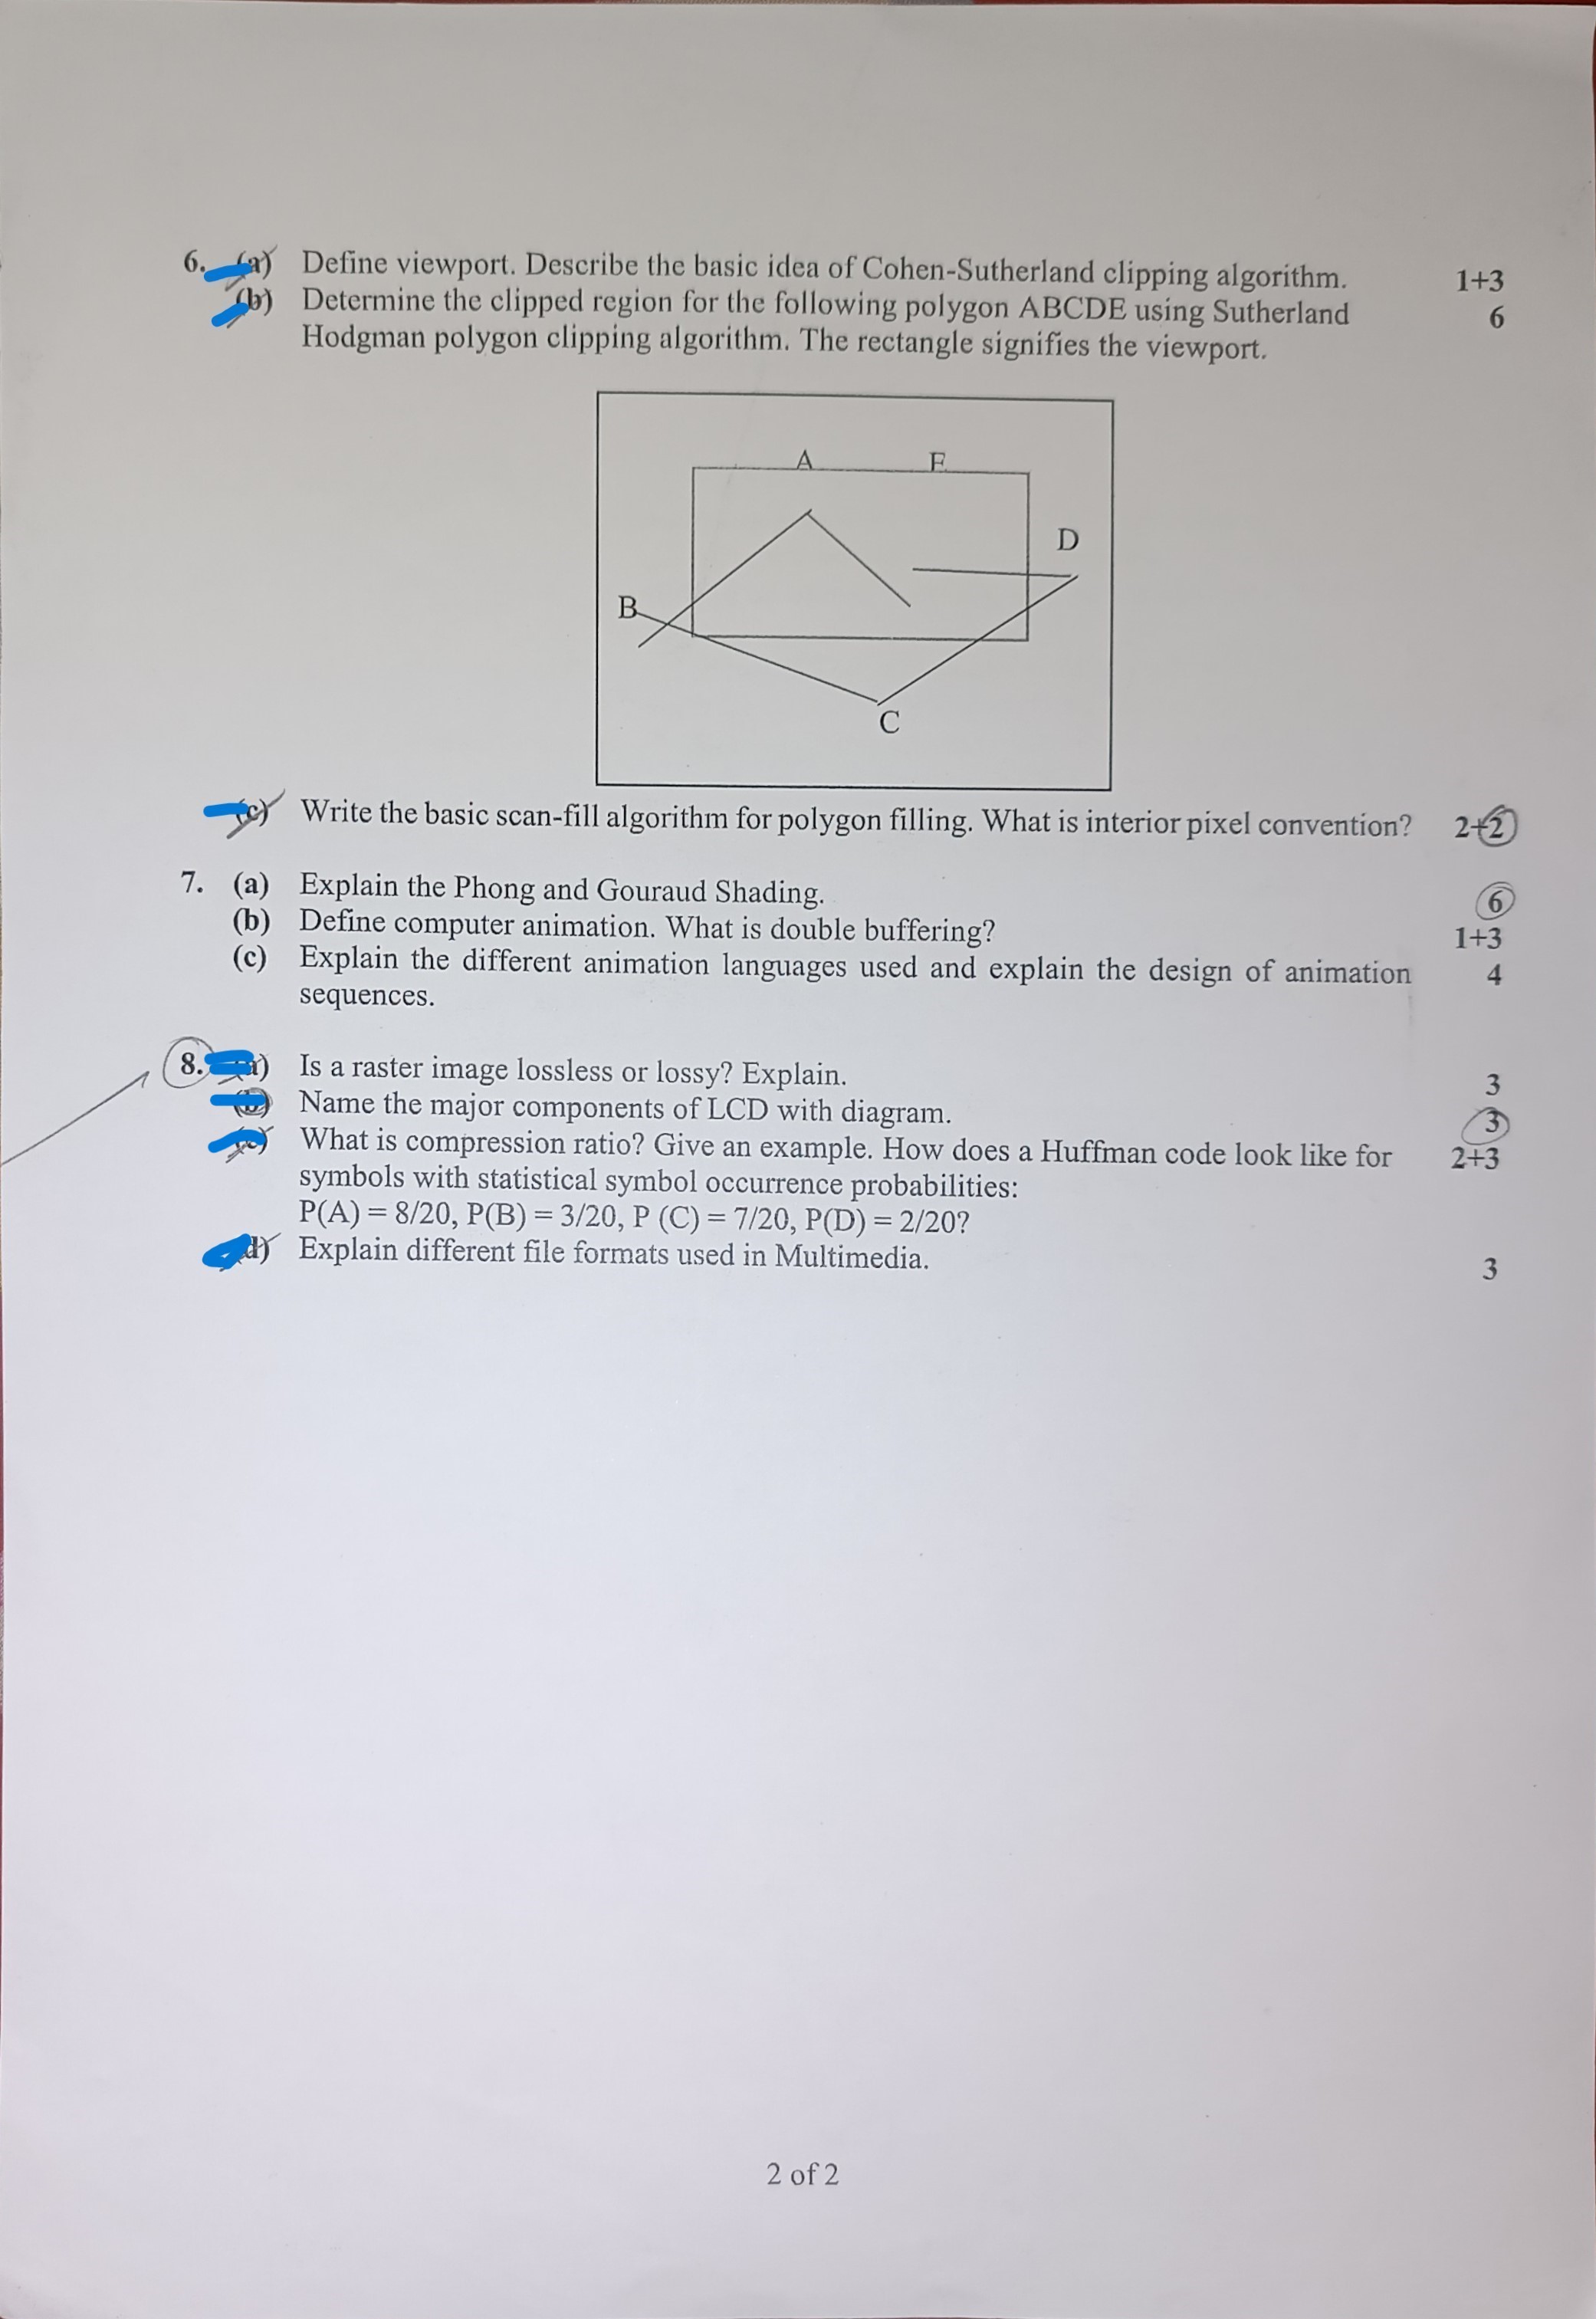 6. (a) Define viewport. Describe the basic idea of Cohen-Sutherland clipping algorithm. 1+3
(b) Determine the clipped region for the following polygon ABCDE using Sutherland 6
Hodgman polygon clipping algorithm. The rectangle signifies the viewport.
A E
D
B
C
(c) Write the basic scan-fill algorithm for polygon filling. What is interior pixel convention? 2+2
7. (a) Explain the Phong and Gouraud Shading. 6
(b) Define computer animation. What is double buffering? 1+3
(c) Explain the different animation languages used and explain the design of animation 4
sequences.
8. (a) Is a raster image lossless or lossy? Explain. 3
(b) Name the major components of LCD with diagram. 3
(c) What is compression ratio? Give an example. How does a Huffman code look like for 2+3
symbols with statistical symbol occurrence probabilities:
P(A) = 8/20, P(B) = 3/20, P (C) = 7/20, P(D) = 2/20?
(d) Explain different file formats used in Multimedia. 3
2 of 2